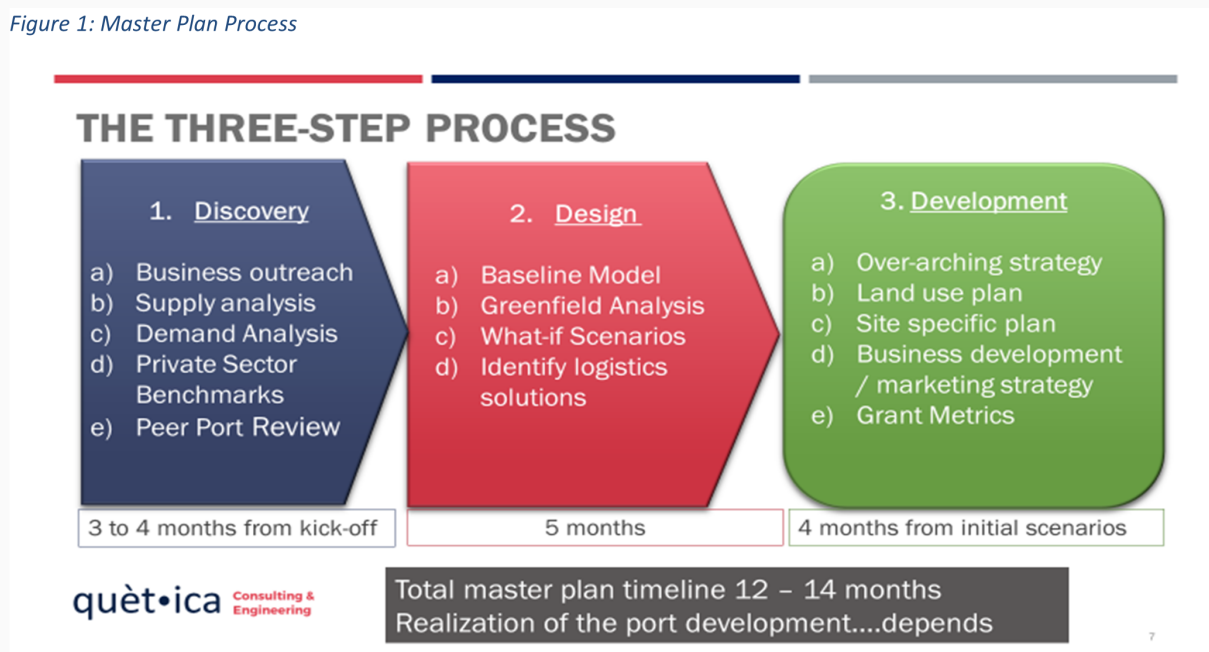 Figure 1: Master Plan Process
THE THREE-STEP PROCESS
1. Discovery
a) Business outreach
b) Supply analysis
c) Demand Analysis
d) Private Sector
Benchmarks
e) Peer Port Review
3 to 4 months from kick-off
2. Design
a) Baseline Model
b) Greenfield Analysis
c) What-if Scenarios
d) Identify logistics
solutions
5 months
3. Development
a) Over-arching strategy
b) Land use plan
c) Site specific plan
d) Business development
/ marketing strategy
e) Grant Metrics
4 months from initial scenarios
quèt•ica Consulting &
Engineering
Total master plan timeline 12 – 14 months
Realization of the port development....depends
7